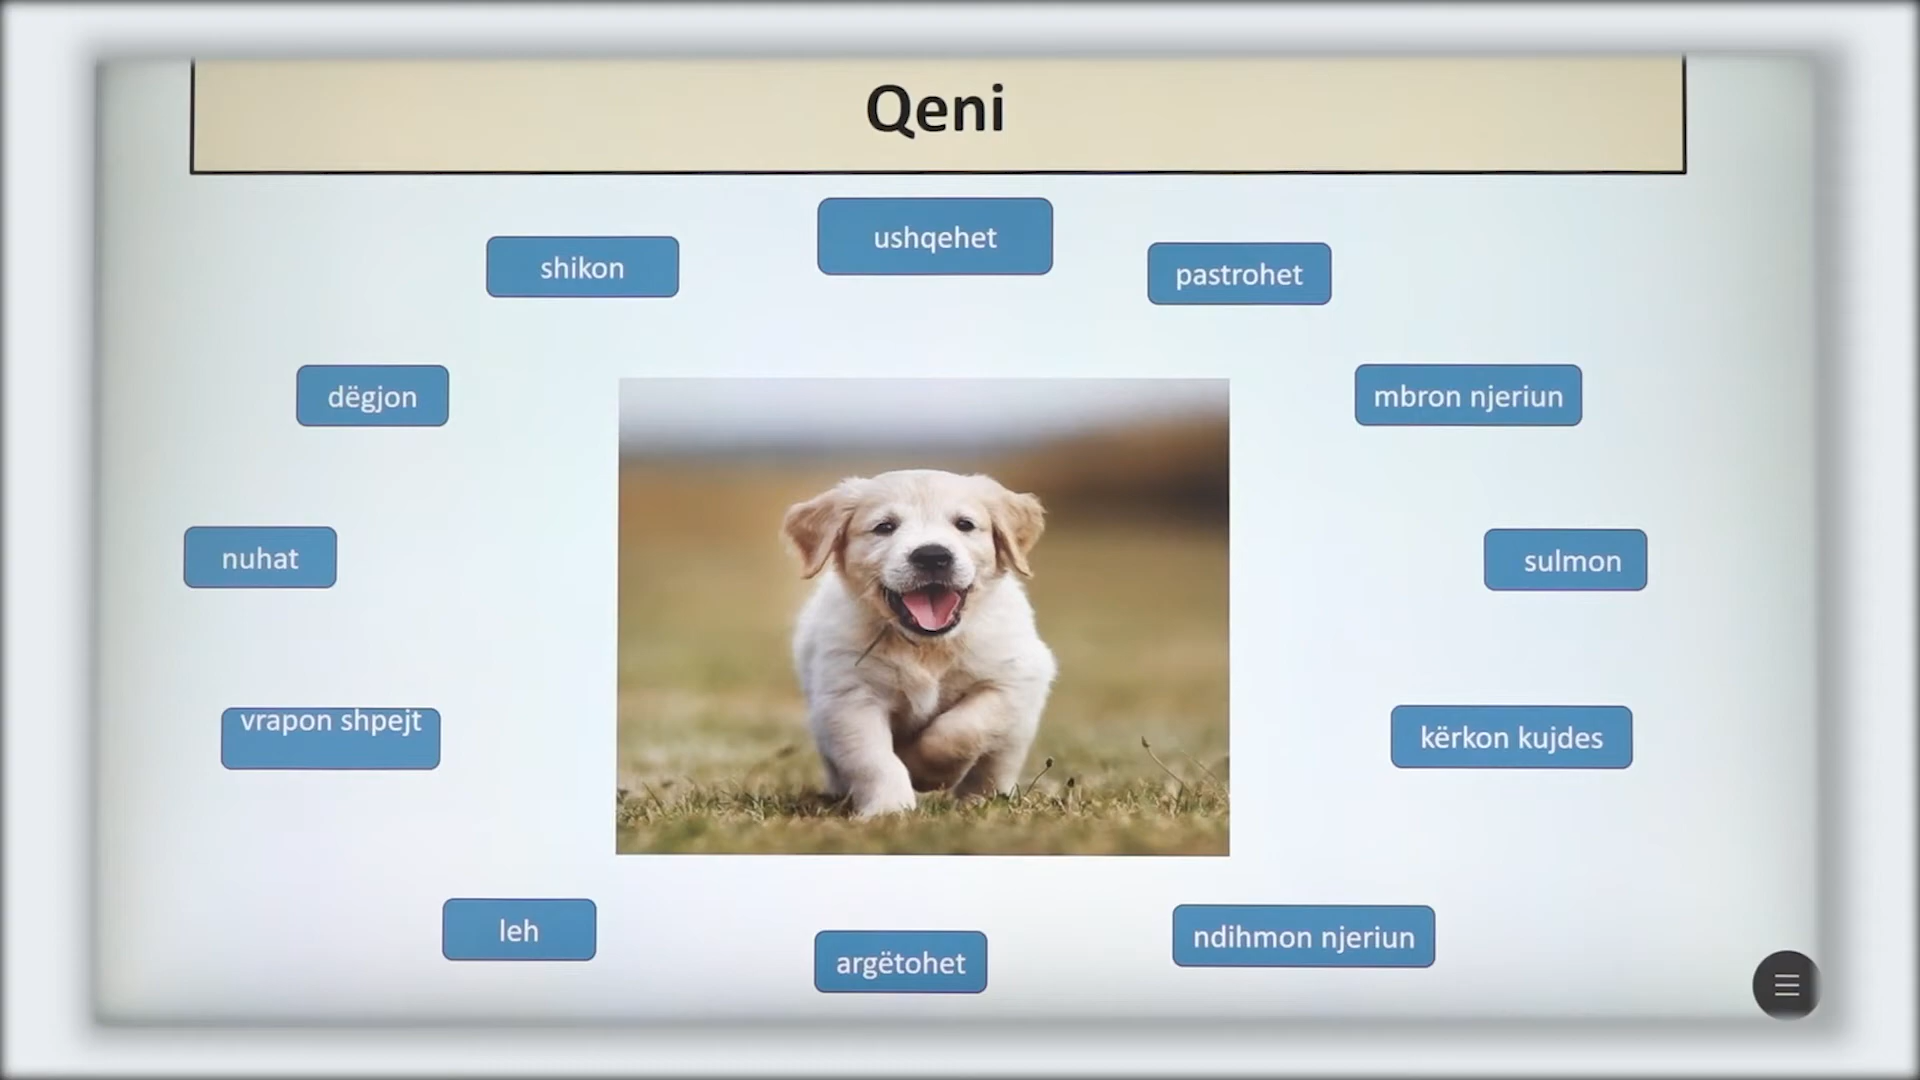 Qeni
ushqehet
shikon
pastrohet
dëgjon
mbron njeriun
nuhat
sulmon
vrapon shpejt
kërkon kujdes
leh
argëtohet
ndihmon njeriun